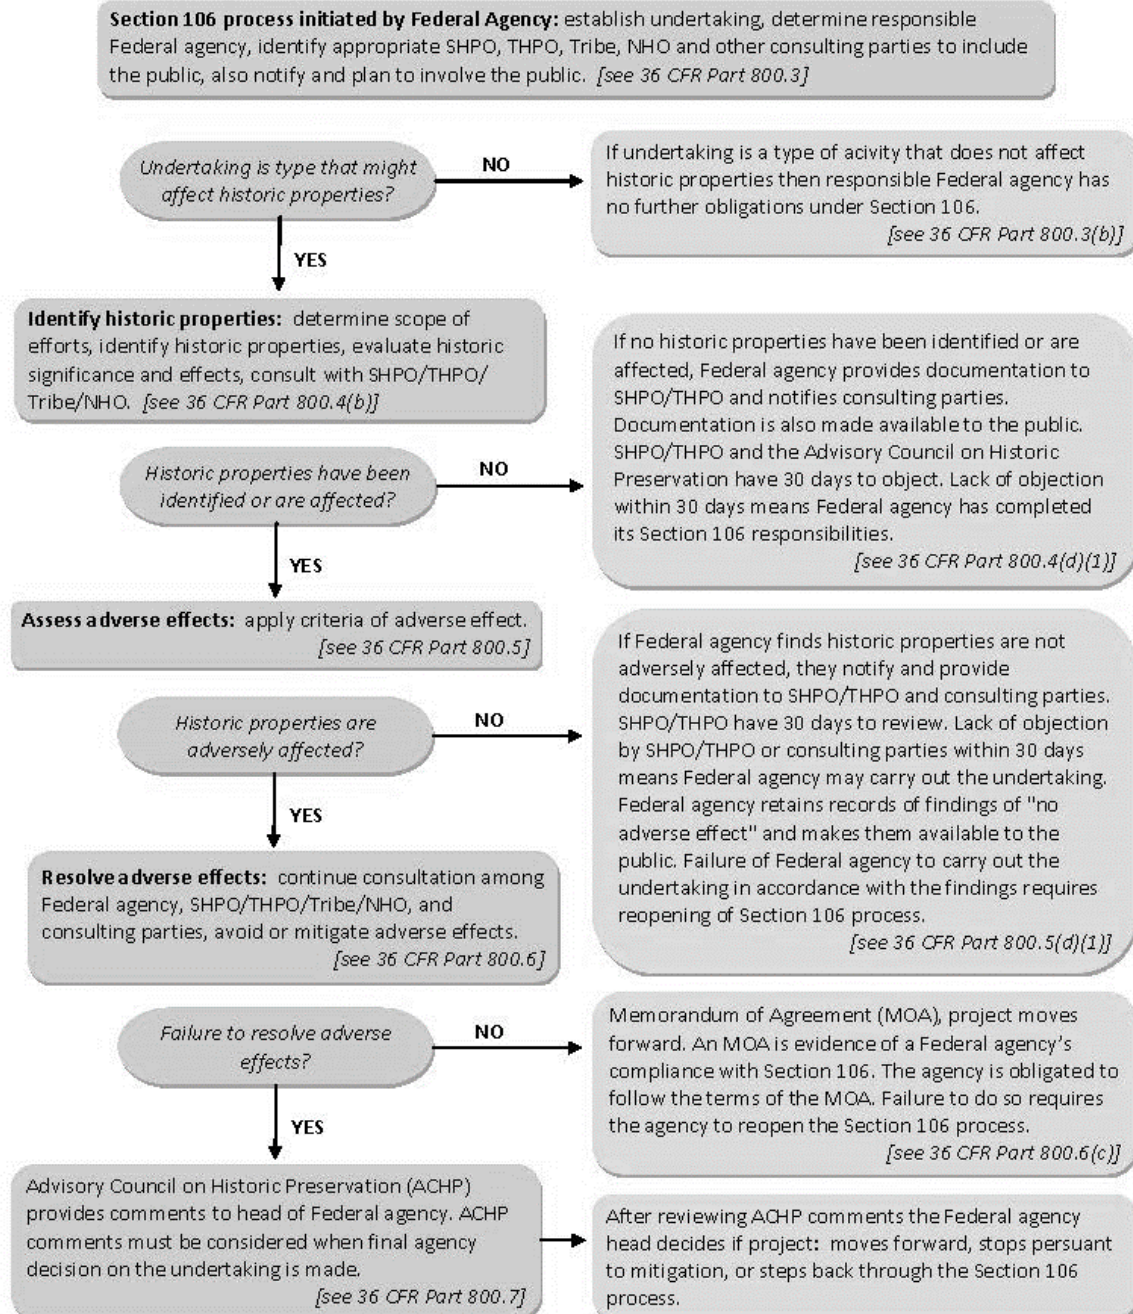 Section 106 process initiated by Federal Agency: establish undertaking, determine responsible
Federal agency, identify appropriate SHPO, THPO, Tribe, NHO and other consulting parties to include
the public, also notify and plan to involve the public. [see 36 CFR Part 800.3]
Undertaking is type that might
affect historic properties?
NO
If undertaking is a type of acivity that does not affect
historic properties then responsible Federal agency has
no further obligations under Section 106.
[see 36 CFR Part 800.3(b)]
YES
Identify historic properties: determine scope of
efforts, identify historic properties, evaluate historic
significance and effects, consult with SHPO/THPO/
Tribe/NHO. [see 36 CFR Part 800.4(b)]
Historic properties have been
identified or are affected?
NO
If no historic properties have been identified or are
affected, Federal agency provides documentation to
SHPO/THPO and notifies consulting parties.
Documentation is also made available to the public.
SHPO/THPO and the Advisory Council on Historic
Preservation have 30 days to object. Lack of objection
within 30 days means Federal agency has completed
its Section 106 responsibilities.
[see 36 CFR Part 800.4(d)(1)]
YES
Assess adverse effects: apply criteria of adverse effect.
[see 36 CFR Part 800.5]
Historic properties are
adversely affected?
NO
If Federal agency finds historic properties are not
adversely affected, they notify and provide
documentation to SHPO/THPO and consulting parties.
SHPO/THPO have 30 days to review. Lack of objection
by SHPO/THPO or consulting parties within 30 days
means Federal agency may carry out the undertaking.
Federal agency retains records of findings of "no
adverse effect" and makes them available to the
public. Failure of Federal agency to carry out the
undertaking in accordance with the findings requires
reopening of Section 106 process.
[see 36 CFR Part 800.5(d)(1)]
YES
Resolve adverse effects: continue consultation among
Federal agency, SHPO/THPO/Tribe/NHO, and
consulting parties, avoid or mitigate adverse effects.
[see 36 CFR Part 800.6]
Failure to resolve adverse
effects?
NO
Memorandum of Agreement (MOA), project moves
forward. An MOA is evidence of a Federal agency's
compliance with Section 106. The agency is obligated to
follow the terms of the MOA. Failure to do so requires
the agency to reopen the Section 106 process.
[see 36 CFR Part 800.6(c)]
YES
Advisory Council on Historic Preservation (ACHP)
provides comments to head of Federal agency. ACHP
comments must be considered when final agency
decision on the undertaking is made.
[see 36 CFR Part 800.7]
After reviewing ACHP comments the Federal agency
head decides if project: moves forward, stops persuant
to mitigation, or steps back through the Section 106
process.